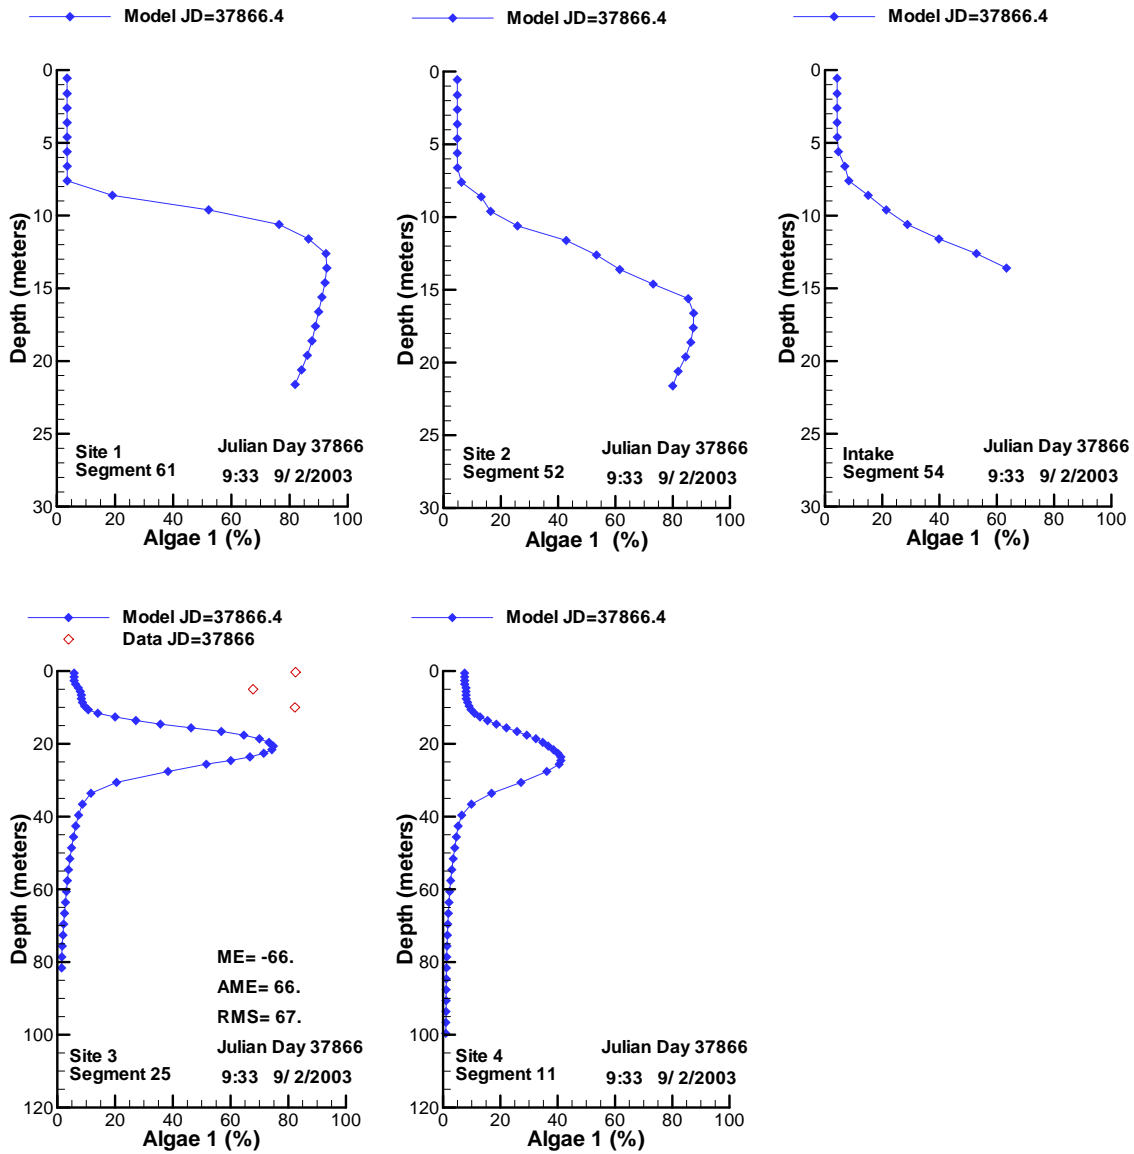 Model JD=37866.4
0
5
10
15
20
25
30
Depth (meters)
Site 1
Segment 61
Julian Day 37866
9:33 9/ 2/2003
0 20 40 60 80 100
Algae 1 (%)
Model JD=37866.4
0
5
10
15
20
25
30
Depth (meters)
Site 2
Segment 52
Julian Day 37866
9:33 9/ 2/2003
0 20 40 60 80 100
Algae 1 (%)
Model JD=37866.4
0
5
10
15
20
25
30
Depth (meters)
Intake
Segment 54
Julian Day 37866
9:33 9/ 2/2003
0 20 40 60 80 100
Algae 1 (%)
Model JD=37866.4
Data JD=37866
0
20
40
60
80
100
120
Depth (meters)
ME= -66.
AME= 66.
RMS= 67.
Site 3
Segment 25
Julian Day 37866
9:33 9/ 2/2003
0 20 40 60 80 100
Algae 1 (%)
Model JD=37866.4
0
20
40
60
80
100
120
Depth (meters)
Site 4
Segment 11
Julian Day 37866
9:33 9/ 2/2003
0 20 40 60 80 100
Algae 1 (%)